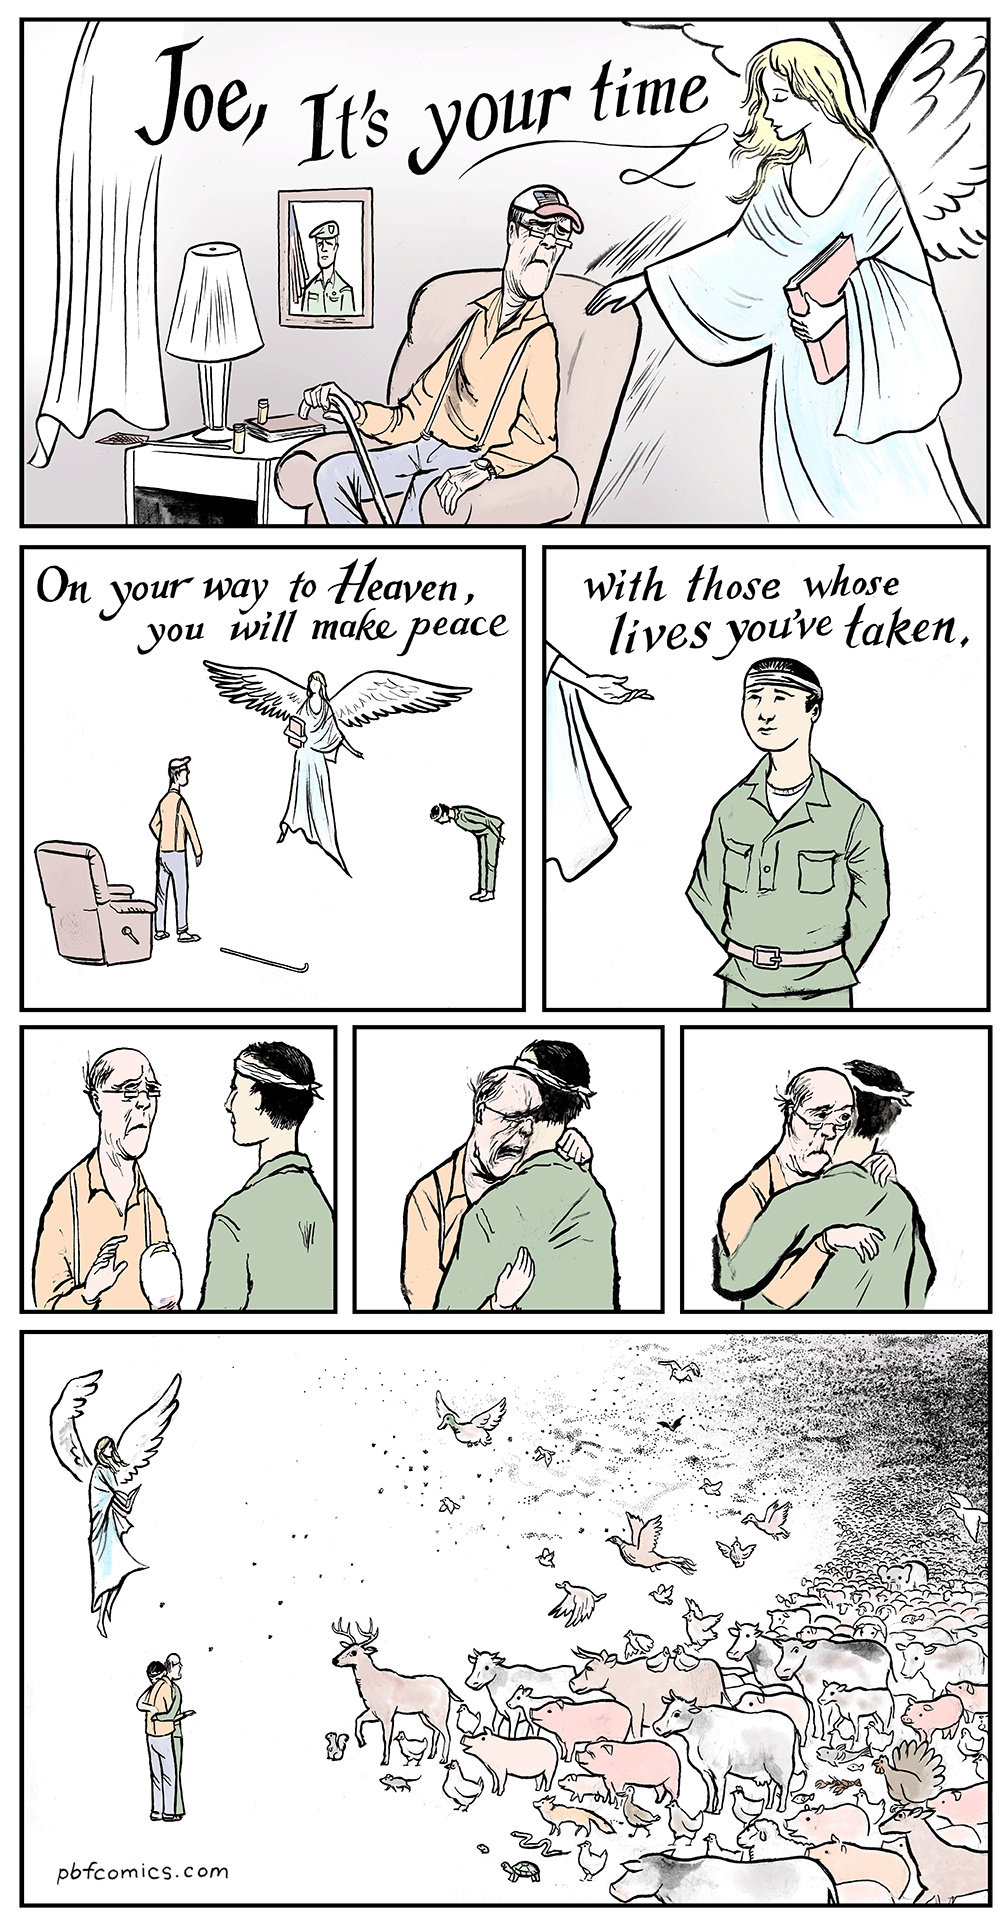 Joe, It's your time
On your way to Heaven,
you will make peace
with those whose
lives you've taken.
pbfcomics.com